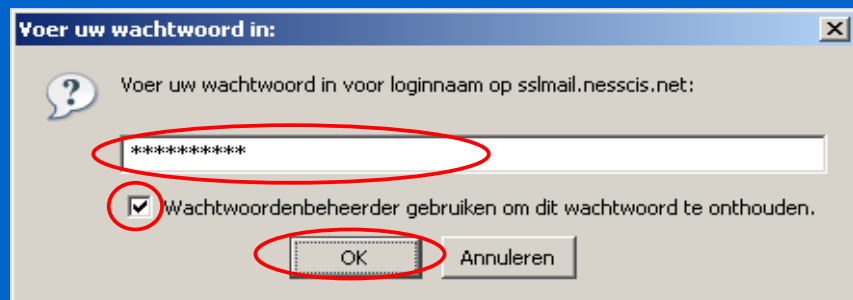 Voer uw wachtwoord in:
Voer uw wachtwoord in voor loginnaam op sslmail.nesscis.net:
**********
Wachtwoordenbeheerder gebruiken om dit wachtwoord te onthouden.
OK Annuleren